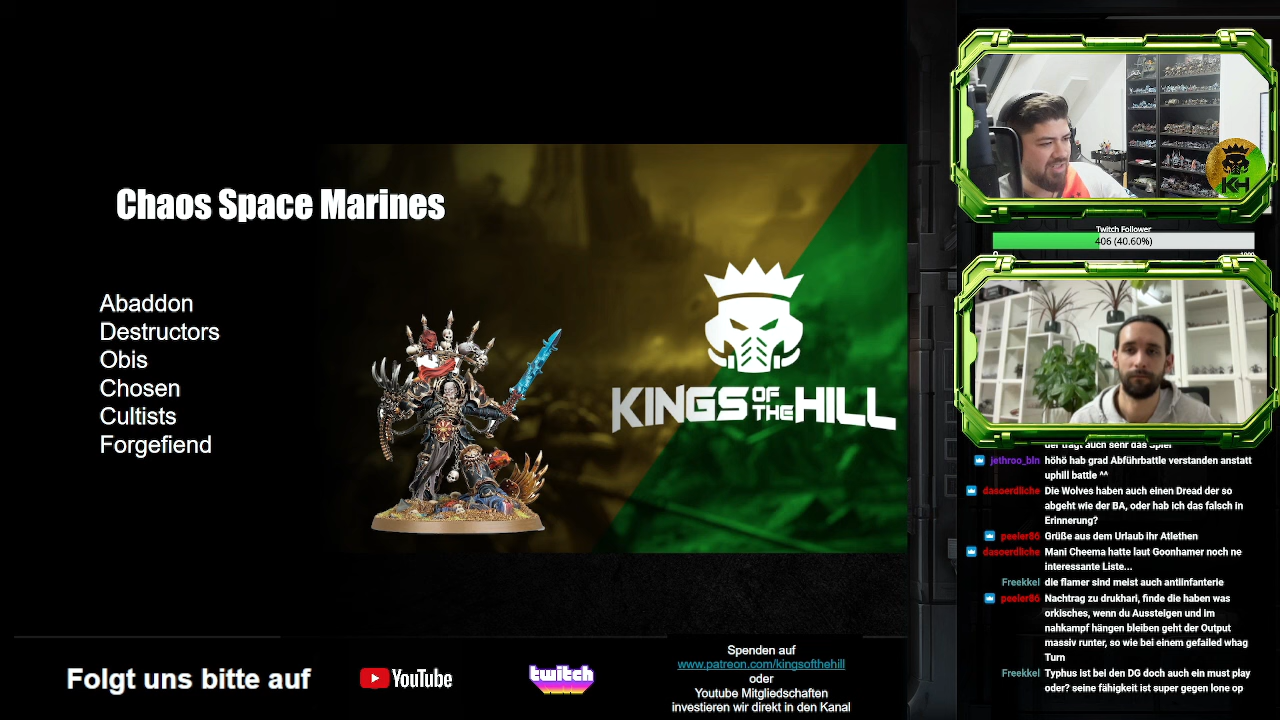 Chaos Space Marines
Abaddon
Destructors
Obis
Chosen
Cultists
Forgefiend
KINGS OF THE HILL
Folgt uns bitte auf
YouTube
twitch
Spenden auf
www.patreon.com/kingsofthehill
oder
Youtube Mitgliedschaften
investieren wir direkt in den Kanal
KH
Twitch Follower
406 (40.60%)
der trägt auch sehr das Spiel
jethroo_bln höhö hab grad Abführbattle verstanden anstatt
uphill battle ^^
dasoerdliche Die Wolves haben auch einen Dread der so
abgeht wie der BA, oder hab ich das falsch in
Erinnerung?
peeler86 Grüße aus dem Urlaub ihr Atlethen
dasoerdliche Mani Cheema hatte laut Goonhamer noch ne
interessante Liste...
Freekkel die flamer sind meist auch antiinfanterie
peeler86 Nachtrag zu drukhari, finde die haben was
orkisches, wenn du Aussteigen und im
nahkampf hängen bleiben geht der Output
massiv runter, so wie bei einem gefailed whag
Turn
Freekkel Typhus ist bei den DG doch auch ein must play
oder? seine fähigkeit ist super gegen lone op